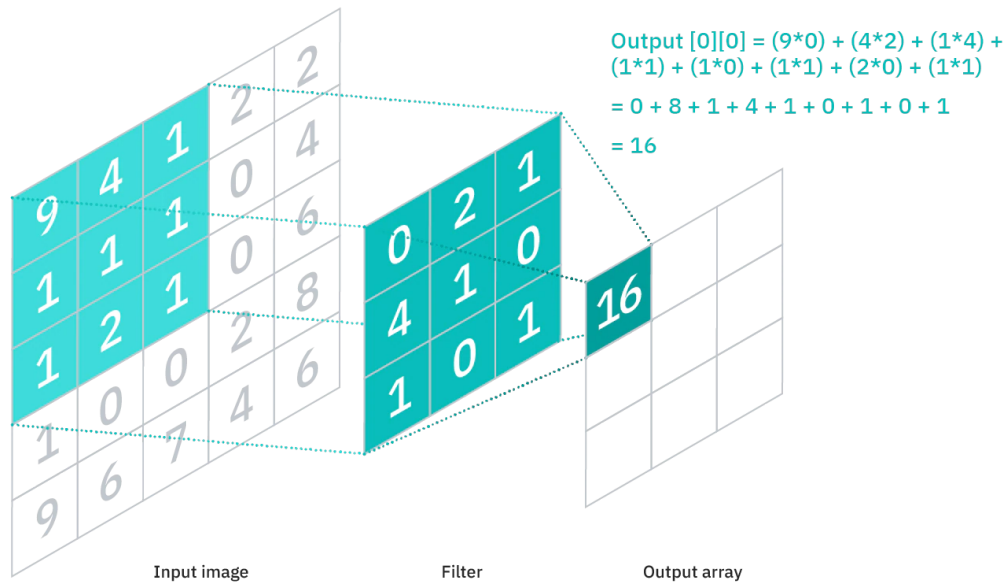 Output [0][0] = (9*0) + (4*2) + (1*4) +
(1*1) + (1*0) + (1*1) + (2*0) + (1*1)
= 0 + 8 + 1 + 4 + 1 + 0 + 1 + 0 + 1
= 16
9 4 1 2 2
1 1 1 0 4
1 2 1 0 6
1 0 0 2 8
9 6 7 4 6
0 2 1
4 1 0
1 0 1
16
Input image
Filter
Output array